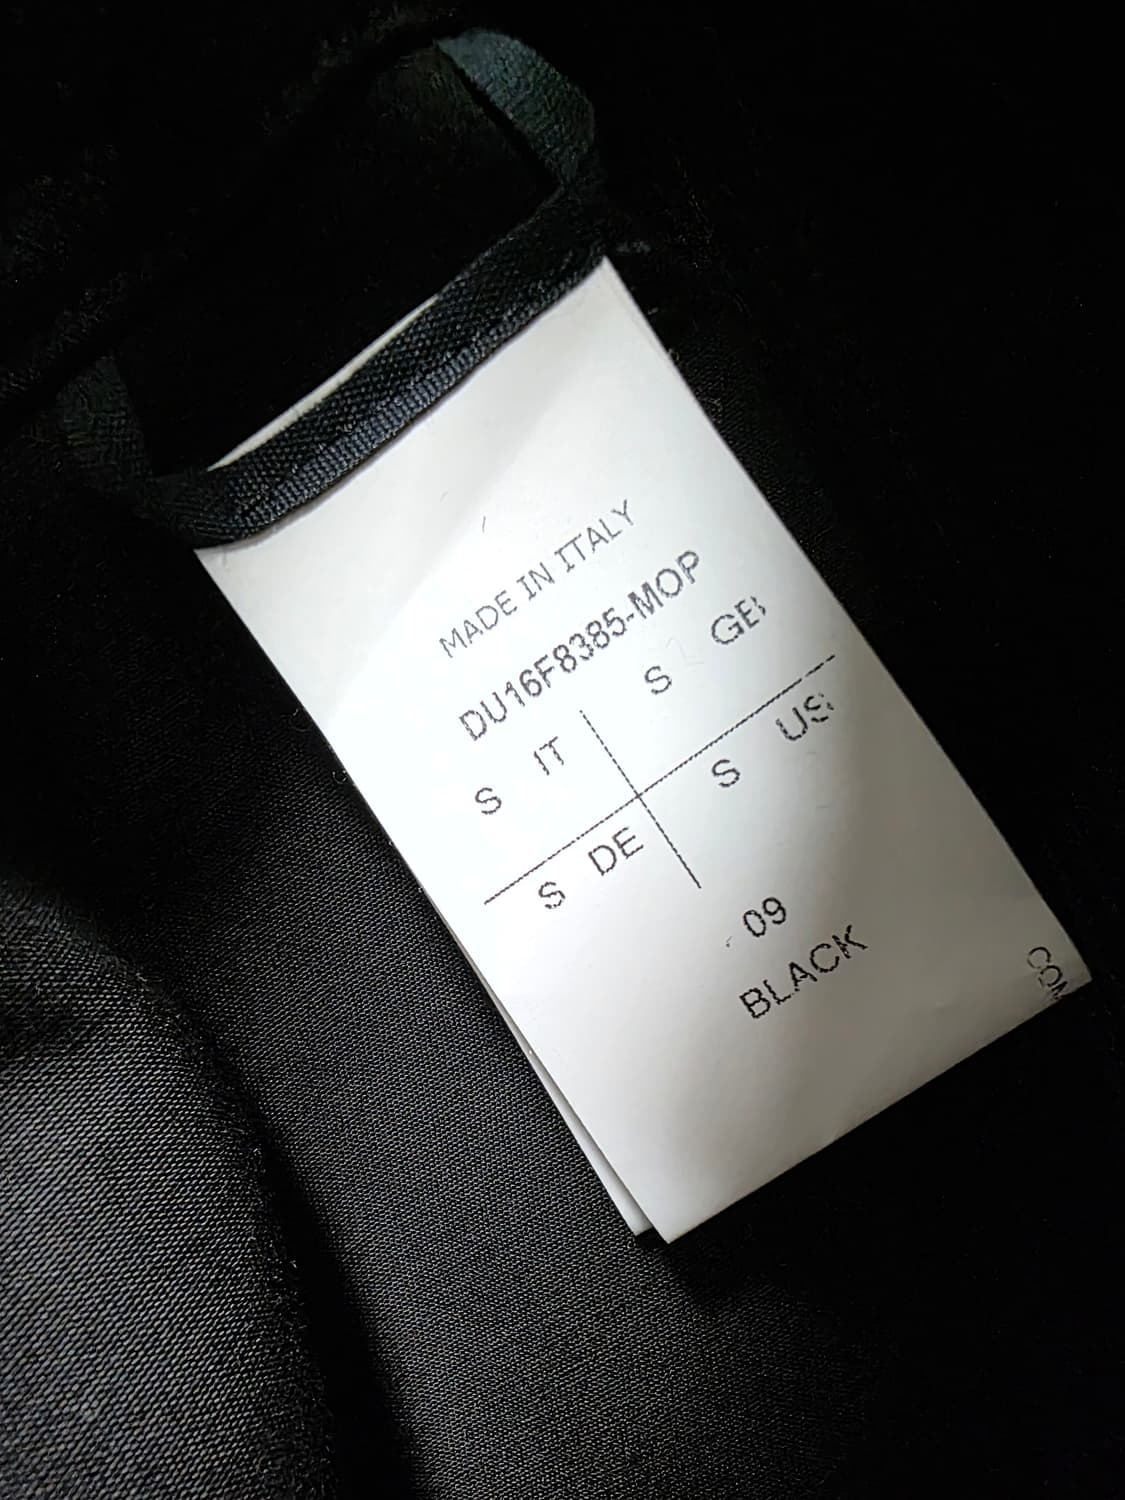 MADE IN ITALY
DU16F8385-MOP
S IT S GB
S DE S US
09
BLACK